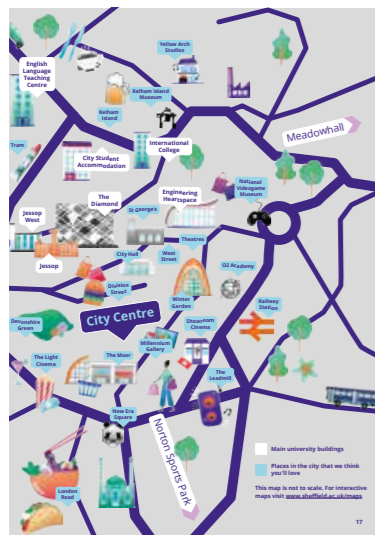 Yellow Arch
Studios
English
Language
Teaching
Centre
Kelham Island
Museum
Kelham
Island
Meadowhall
Tram
International
College
City Student
Accommodation
National
Videogame
Museum
The
Diamond
Engineering
Heartspace
Jessop
West
St George's
Theatres
Jessop
City Hall
West
Street
O2 Academy
Division
Street
Winter
Garden
Railway
Station
City Centre
Devonshire
Green
Showroom
Cinema
Millennium
Gallery
The Light
Cinema
The Moor
The
Leadmill
New Era
Square
Norton Sports Park
Main university buildings
Places in the city that we think
you'll love
London
Road
This map is not to scale. For interactive
maps visit www.sheffield.ac.uk/maps
17